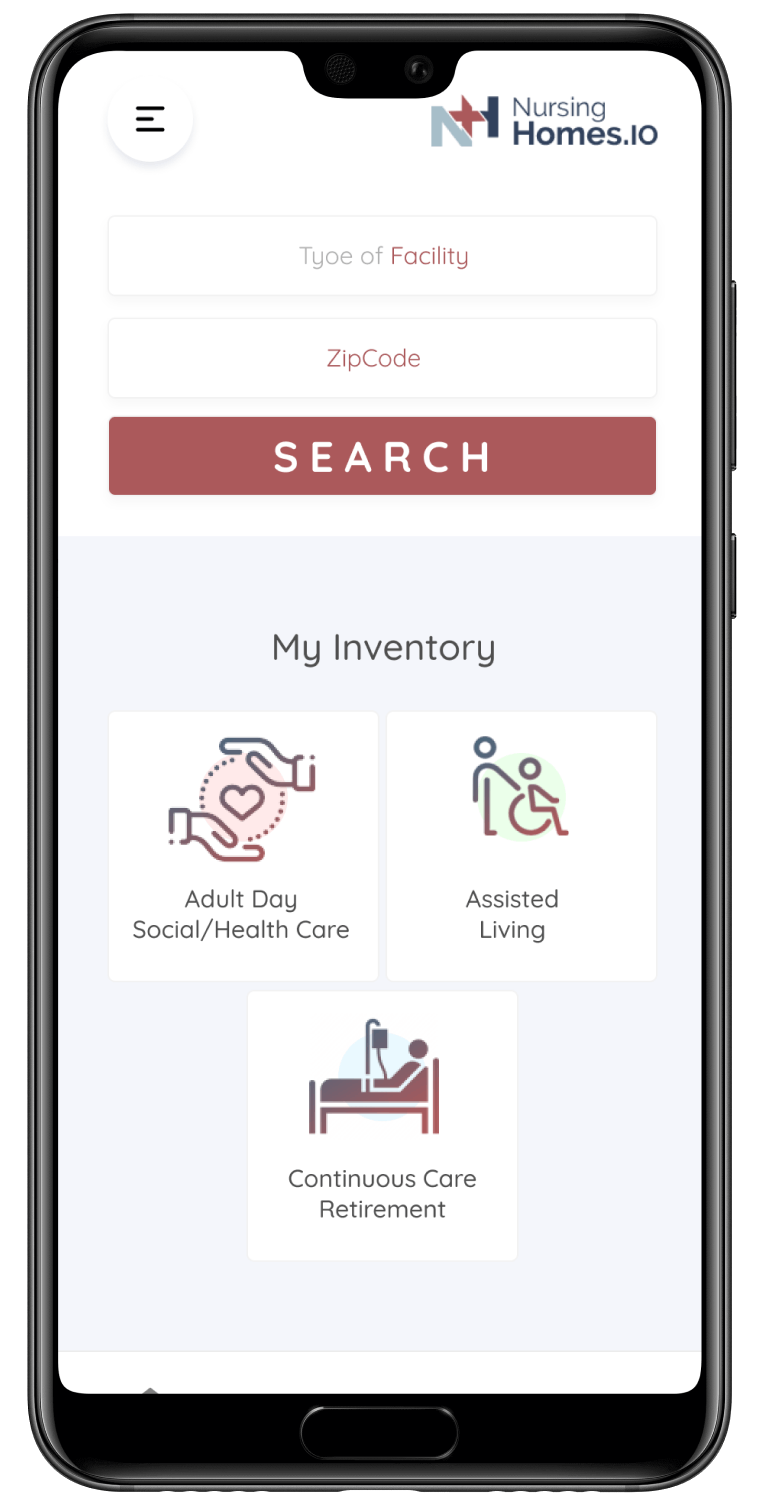 Nursing
Homes.IO
Tyoe of Facility
ZipCode
SEARCH
My Inventory
Adult Day
Social/Health Care
Assisted
Living
Continuous Care
Retirement